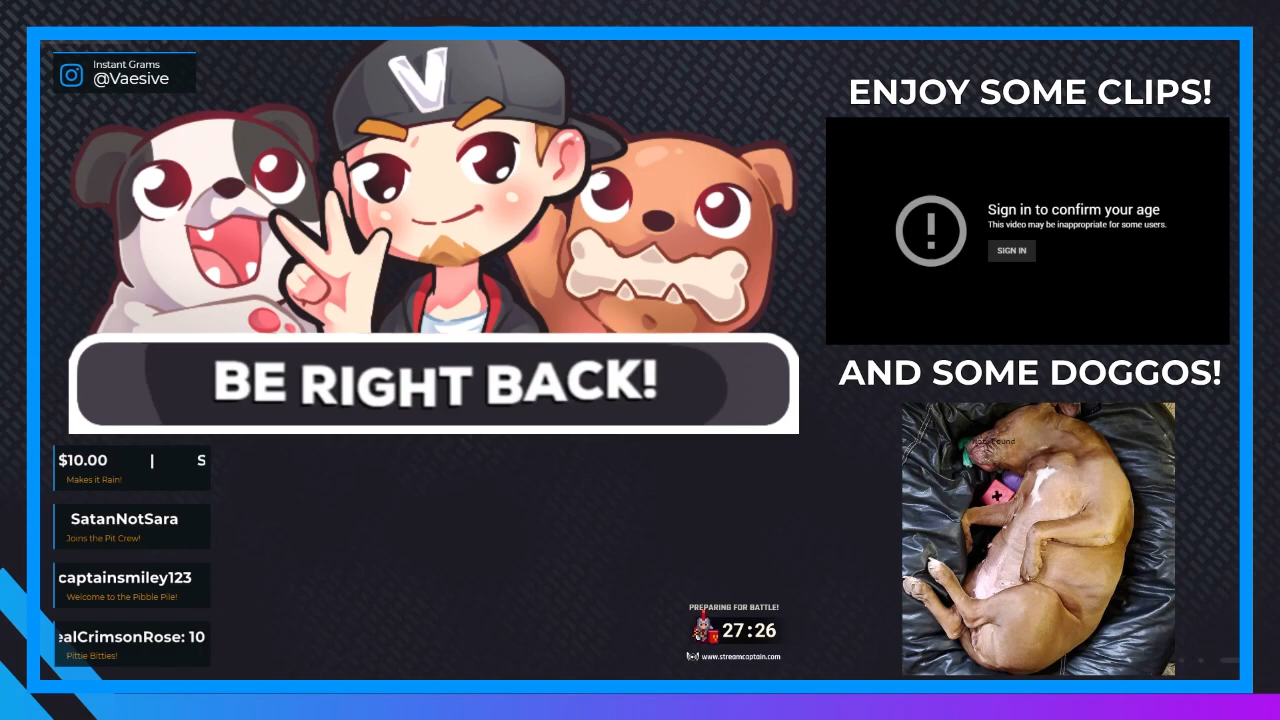 Instant Grams
@Vaesive
V
BE RIGHT BACK!
$10.00 | S
Makes it Rain!
SatanNotSara
Joins the Pit Crew!
captainsmiley123
Welcome to the Pibble Pile!
ealCrimsonRose: 10
Pittie Bitties!
PREPARING FOR BATTLE!
27:26
www.streamcaptain.com
ENJOY SOME CLIPS!
Sign in to confirm your age
This video may be inappropriate for some users.
SIGN IN
AND SOME DOGGOS!
Not Found